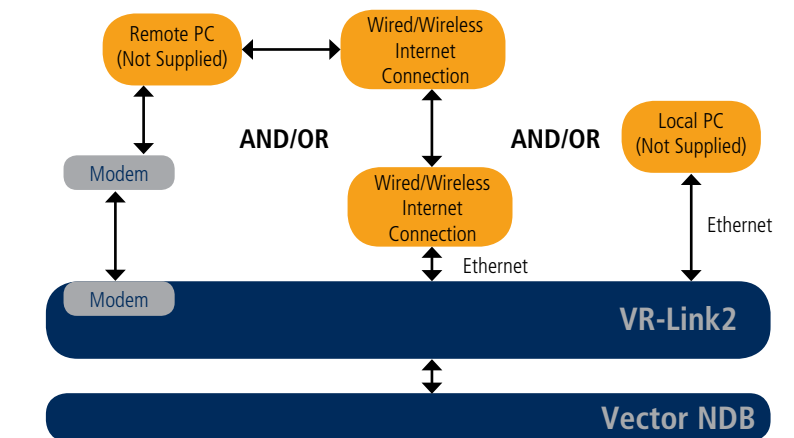 Remote PC
(Not Supplied)
Wired/Wireless
Internet
Connection
AND/OR
AND/OR
Local PC
(Not Supplied)
Modem
Wired/Wireless
Internet
Connection
Ethernet
Ethernet
Modem
VR-Link2
Vector NDB